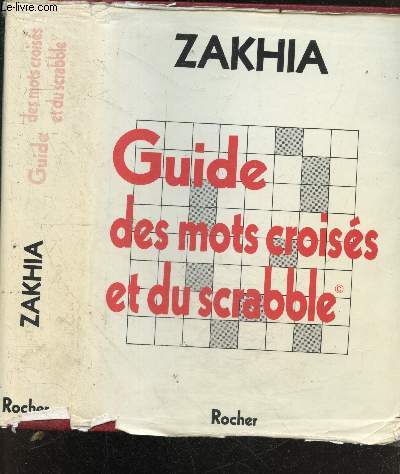 Le-livre.com
ZAKHIA
Guide
des mots croisés
et du scrabble©
Rocher
Guide des mots croisés
et du scrabble
ZAKHIA
Rocher